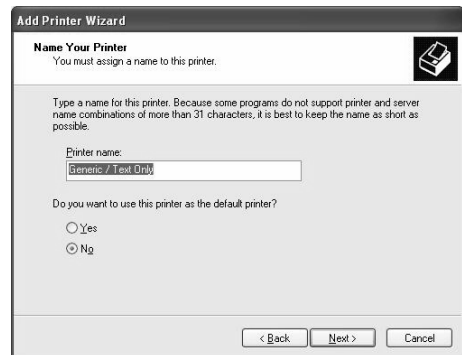 Add Printer Wizard
Name Your Printer
You must assign a name to this printer.
Type a name for this printer. Because some programs do not support printer and server
name combinations of more than 31 characters, it is best to keep the name as short as
possible.
Printer name:
Generic / Text Only
Do you want to use this printer as the default printer?
Yes
No
< Back
Next >
Cancel